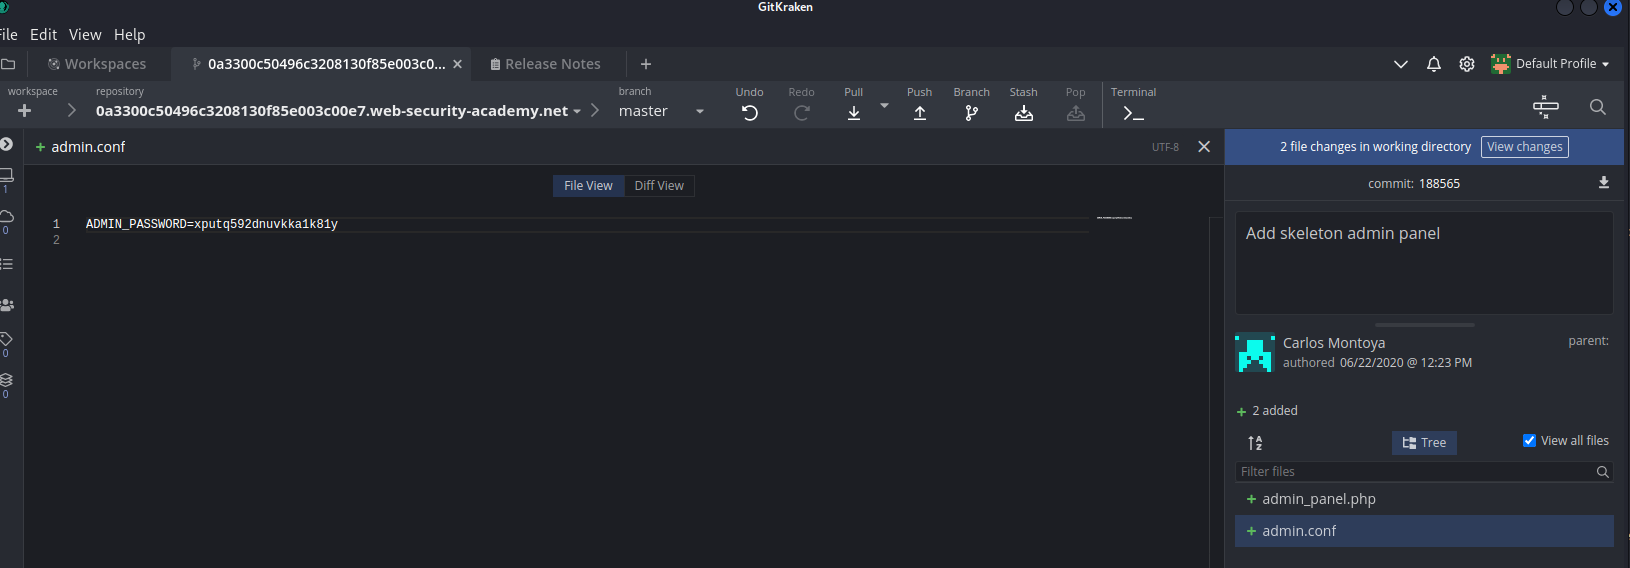 GitKraken
File Edit View Help
Workspaces 0a3300c50496c3208130f85e003c0... Release Notes Default Profile
workspace repository branch Undo Redo Pull Push Branch Stash Pop Terminal
0a3300c50496c3208130f85e003c00e7.web-security-academy.net master
admin.conf UTF-8
2 file changes in working directory View changes
commit: 188565
File View Diff View
1 ADMIN_PASSWORD=xputq592dnuvkka1k81y
2
Add skeleton admin panel
Carlos Montoya parent:
authored 06/22/2020 @ 12:23 PM
2 added
Tree View all files
Filter files
admin_panel.php
admin.conf
1
0
0
0